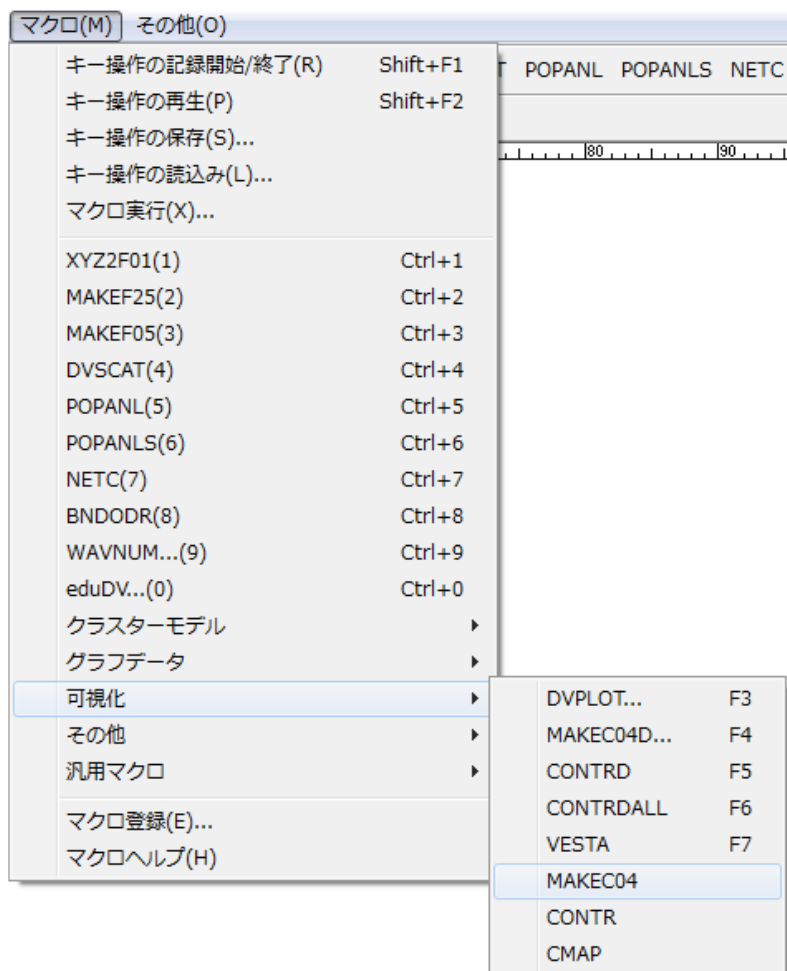 マクロ(M) その他(O)
キー操作の記録開始/終了(R) Shift+F1
キー操作の再生(P) Shift+F2
キー操作の保存(S)...
キー操作の読込み(L)...
マクロ実行(X)...
POPANL POPANLS NETC
80 90
XYZ2F01(1) Ctrl+1
MAKEF25(2) Ctrl+2
MAKEF05(3) Ctrl+3
DVSCAT(4) Ctrl+4
POPANL(5) Ctrl+5
POPANLS(6) Ctrl+6
NETC(7) Ctrl+7
BNDODR(8) Ctrl+8
WAVNUM...(9) Ctrl+9
eduDV...(0) Ctrl+0
クラスターモデル
グラフデータ
可視化
その他
汎用マクロ
マクロ登録(E)...
マクロヘルプ(H)
DVPLOT... F3
MAKEC04D... F4
CONTRD F5
CONTRDALL F6
VESTA F7
MAKEC04
CONTR
CMAP